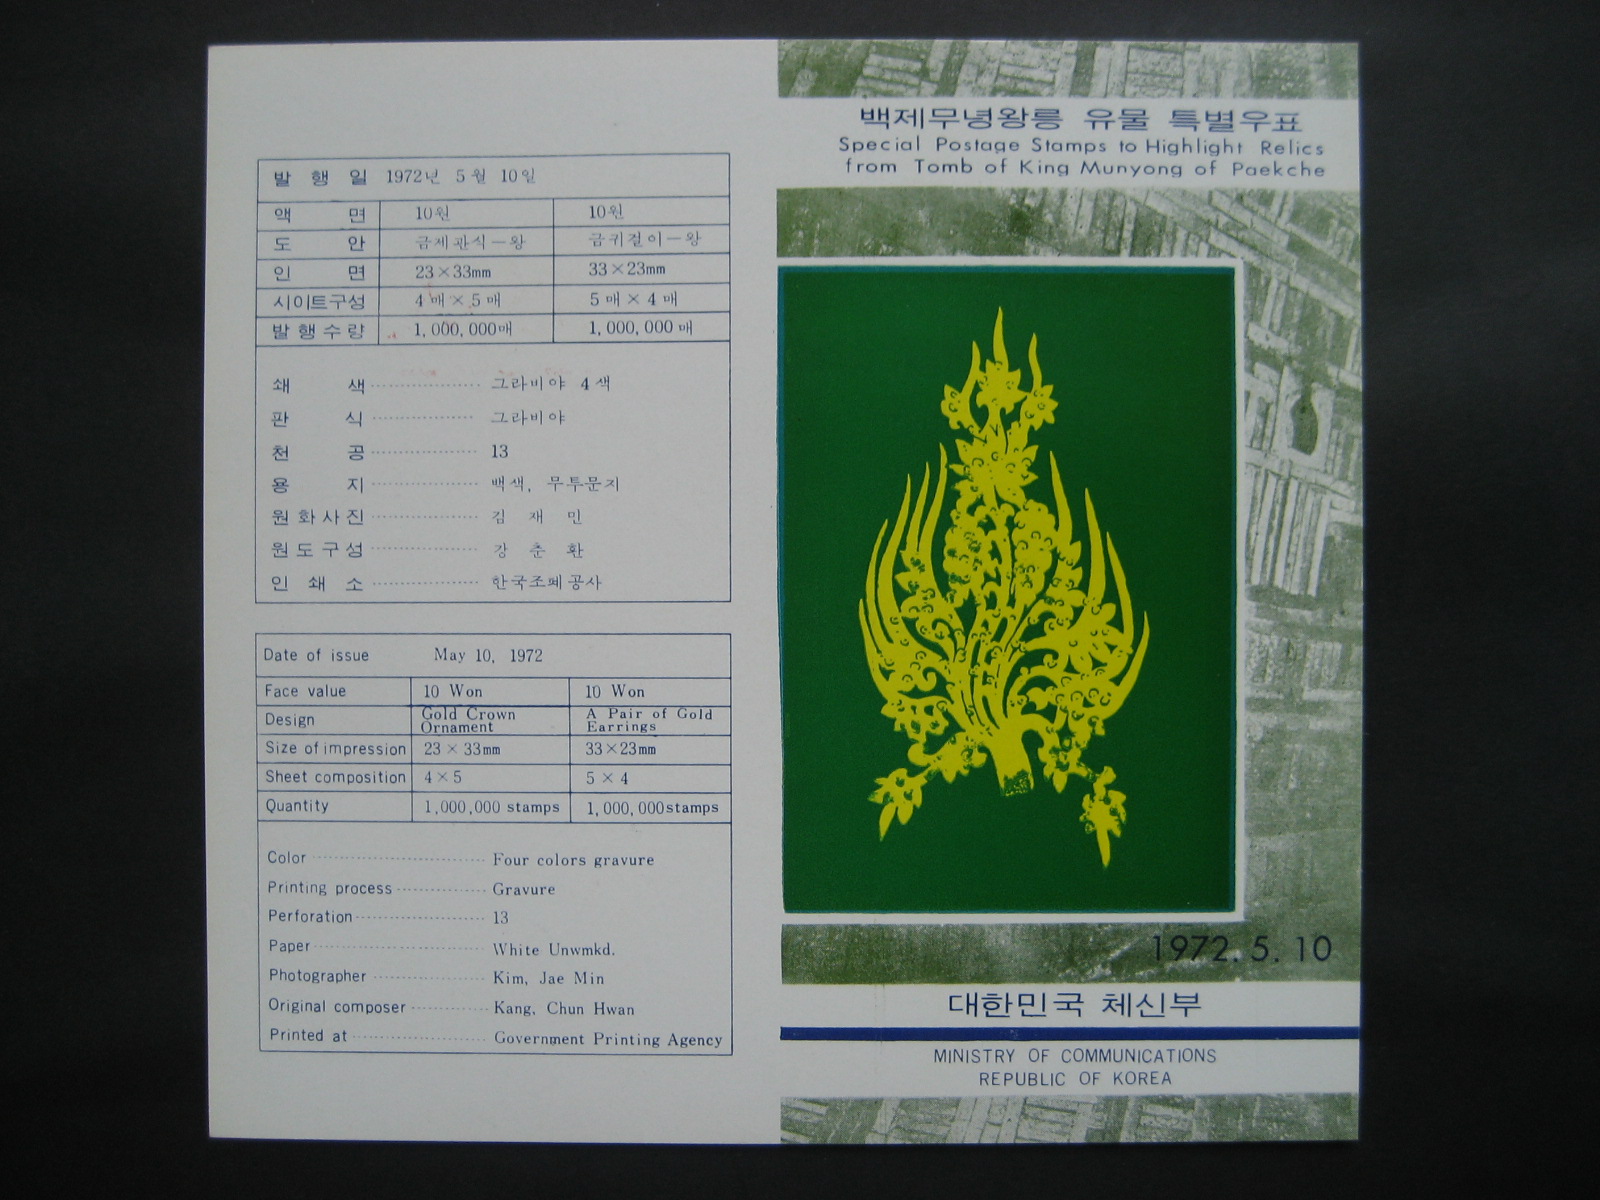 발 행 일 1972년 5월 10일
액 면 10원 10원
도 안 금제관식—왕 금귀걸이—왕
인 면 23×33mm 33×23mm
시이트구성 4매×5매 5매×4매
발행수량 1,000,000매 1,000,000매
쇄 색 그라비야 4색
판 식 그라비야
천 공 13
용 지 백색, 무투문지
원화사진 김 재 민
원도구성 강 춘 환
인 쇄 소 한국조폐공사
Date of issue May 10, 1972
Face value 10 Won 10 Won
Design Gold Crown Ornament A Pair of Gold Earrings
Size of impression 23×33mm 33×23mm
Sheet composition 4×5 5×4
Quantity 1,000,000 stamps 1,000,000stamps
Color Four colors gravure
Printing process Gravure
Perforation 13
Paper White Unwmkd.
Photographer Kim, Jae Min
Original composer Kang, Chun Hwan
Printed at Government Printing Agency
백제무녕왕릉 유물 특별우표
Special Postage Stamps to Highlight Relics
from Tomb of King Munyong of Paekche
1972. 5. 10
대한민국 체신부
MINISTRY OF COMMUNICATIONS
REPUBLIC OF KOREA